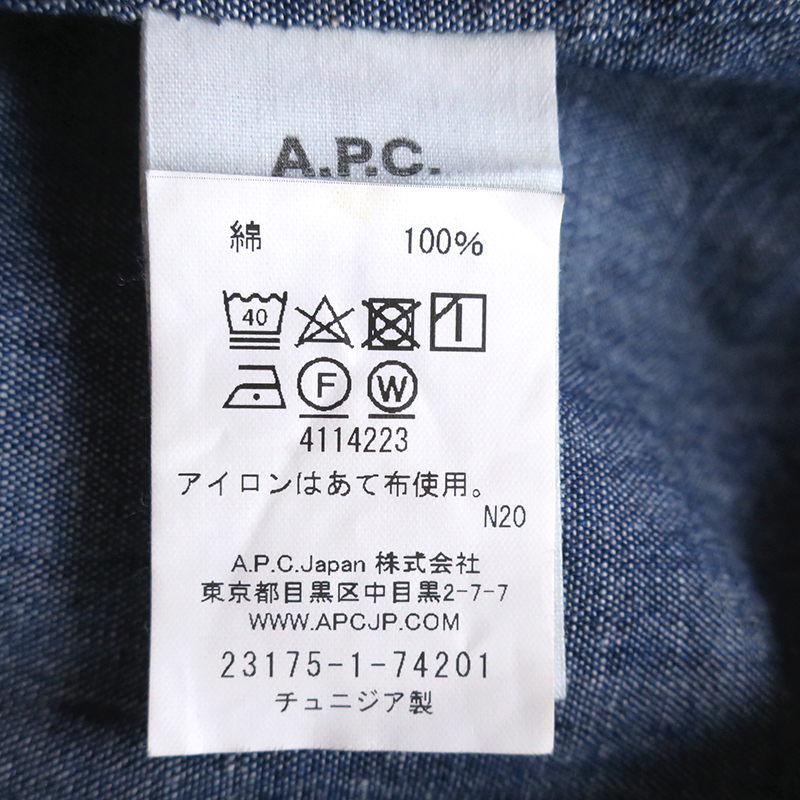 A.P.C.
綿 100%
40
F W
4114223
アイロンはあて布使用。
N20
A.P.C.Japan 株式会社
東京都目黒区中目黒2-7-7
WWW.APCJP.COM
23175-1-74201
チュニジア製